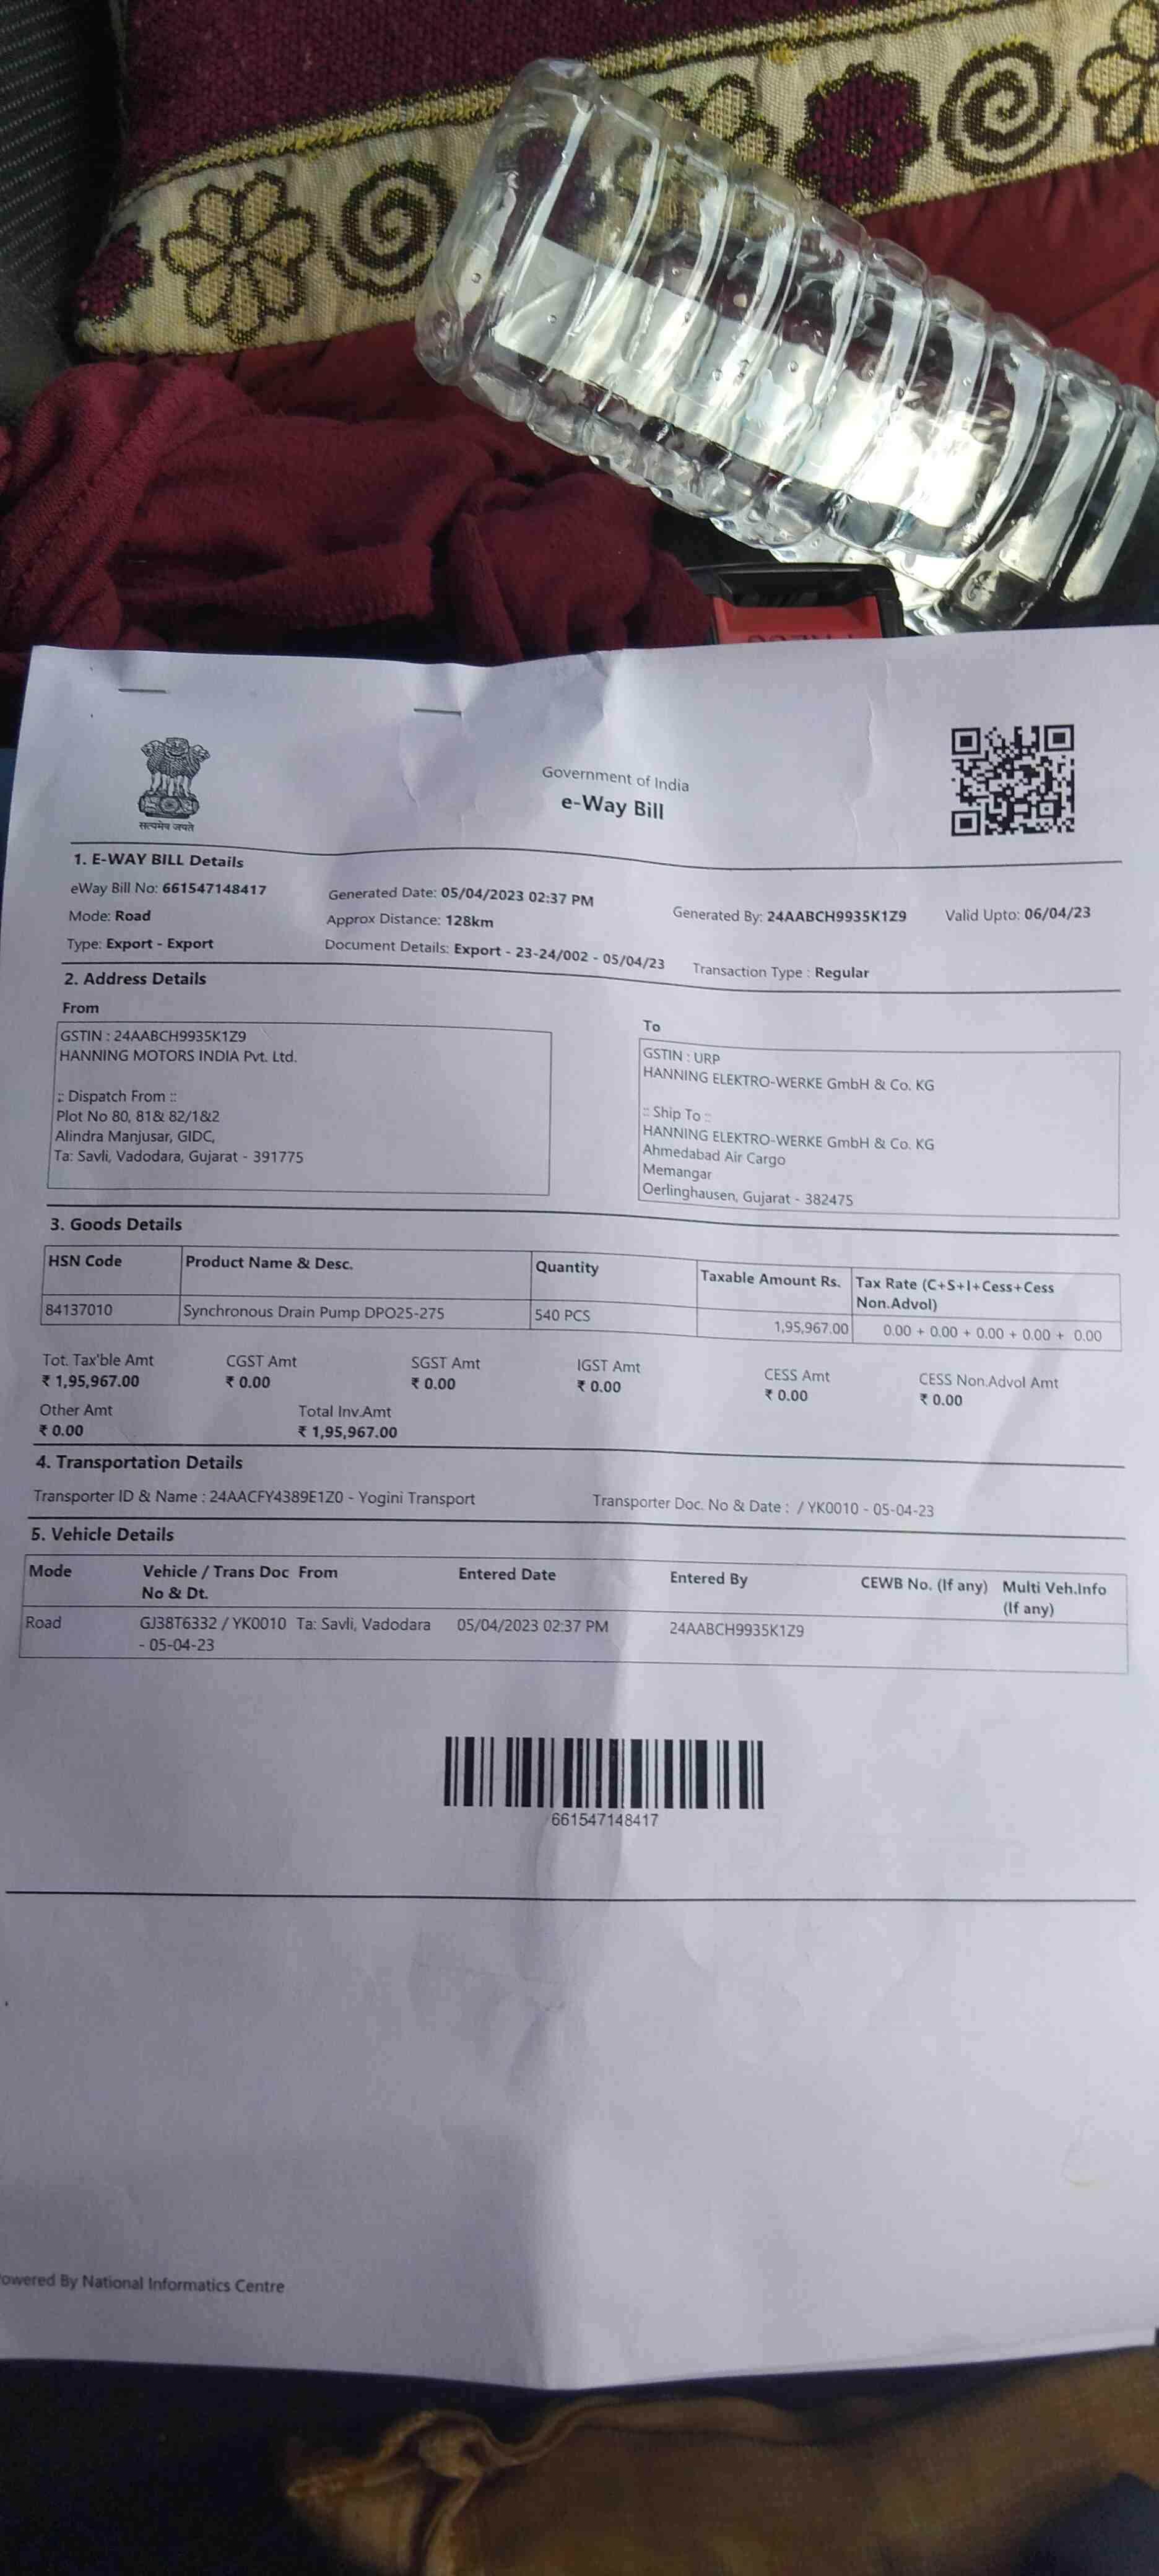 सत्यमेव जयते
Government of India
e-Way Bill
1. E-WAY BILL Details
eWay Bill No: 661547148417 Generated Date: 05/04/2023 02:37 PM Generated By: 24AABCH9935K1Z9 Valid Upto: 06/04/23
Mode: Road Approx Distance: 128km
Type: Export - Export Document Details: Export - 23-24/002 - 05/04/23 Transaction Type : Regular
2. Address Details
From
GSTIN : 24AABCH9935K1Z9
HANNING MOTORS INDIA Pvt. Ltd.
:: Dispatch From ::
Plot No 80, 81& 82/1&2
Alindra Manjusar, GIDC,
Ta: Savli, Vadodara, Gujarat - 391775
To
GSTIN : URP
HANNING ELEKTRO-WERKE GmbH & Co. KG
:: Ship To ::
HANNING ELEKTRO-WERKE GmbH & Co. KG
Ahmedabad Air Cargo
Memangar
Oerlinghausen, Gujarat - 382475
3. Goods Details
HSN Code Product Name & Desc. Quantity Taxable Amount Rs. Tax Rate (C+S+I+Cess+Cess
Non.Advol)
84137010 Synchronous Drain Pump DPO25-275 540 PCS 1,95,967.00 0.00 + 0.00 + 0.00 + 0.00 + 0.00
Tot. Tax'ble Amt CGST Amt SGST Amt IGST Amt CESS Amt CESS Non.Advol Amt
₹ 1,95,967.00 ₹ 0.00 ₹ 0.00 ₹ 0.00 ₹ 0.00 ₹ 0.00
Other Amt Total Inv.Amt
₹ 0.00 ₹ 1,95,967.00
4. Transportation Details
Transporter ID & Name : 24AACFY4389E1Z0 - Yogini Transport Transporter Doc. No & Date : / YK0010 - 05-04-23
5. Vehicle Details
Mode Vehicle / Trans Doc From Entered Date Entered By CEWB No. (If any) Multi Veh.Info
No & Dt. (If any)
Road GJ38T6332 / YK0010 Ta: Savli, Vadodara 05/04/2023 02:37 PM 24AABCH9935K1Z9
- 05-04-23
661547148417
owered By National Informatics Centre